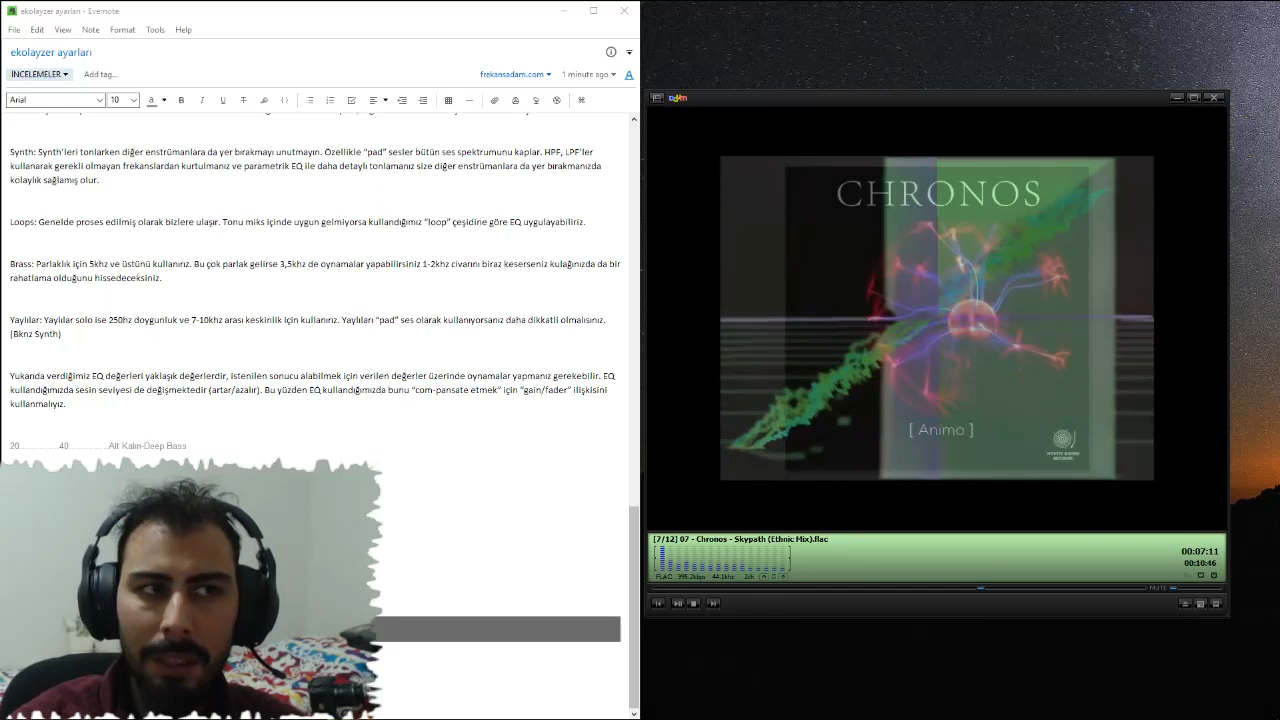 ekolayzer ayarları - Evernote
File Edit View Note Format Tools Help
ekolayzer ayarları
İNCELEMELER Add tag... frekansadam.com 1 minute ago
Arial 10
Synth: Synth'leri tonlarken diğer enstrümanlara da yer bırakmayı unutmayın. Özellikle “pad” sesler bütün ses spektrumunu kaplar. HPF, LPF'ler
kullanarak gerekli olmayan frekanslardan kurtulmanız ve parametrik EQ ile daha detaylı tonlamanız size diğer enstrümanlara da yer bırakmanızda
kolaylık sağlamış olur.
Loops: Genelde proses edilmiş olarak bizlere ulaşır. Tonu miks içinde uygun gelmiyorsa kullandığımız “loop” çeşidine göre EQ uygulayabiliriz.
Brass: Parlaklık için 5khz ve üstünü kullanırız. Bu çok parlak gelirse 3,5khz de oynamalar yapabilirsiniz 1-2khz civarını biraz keserseniz kulağınızda da bir
rahatlama olduğunu hissedeceksiniz.
Yaylılar: Yaylılar solo ise 250hz doygunluk ve 7-10khz arası keskinlik için kullanırız. Yaylıları “pad” ses olarak kullanıyorsanız daha dikkatli olmalısınız.
(Bknz Synth)
Yukarıda verdiğimiz EQ değerleri yaklaşık değerlerdir, istenilen sonucu alabilmek için verilen değerler üzerinde oynamalar yapmanız gerekebilir. EQ
kullandığımızda sesin seviyesi de değişmektedir (artar/azalır). Bu yüzden EQ kullandığımızda bunu “com-pansate etmek” için “gain/fader” ilişkisini
kullanmalıyız.
20..............40..............Alt Kalın-Deep Bass
CHRONOS
[ Animo ]
MYSTIC SOUND
RECORDS
[7/12] 07 - Chronos - Skypath (Ethnic Mix).flac
00:07:11
00:10:46
FLAC 995.2kbps 44.1khz 2ch
MUTE